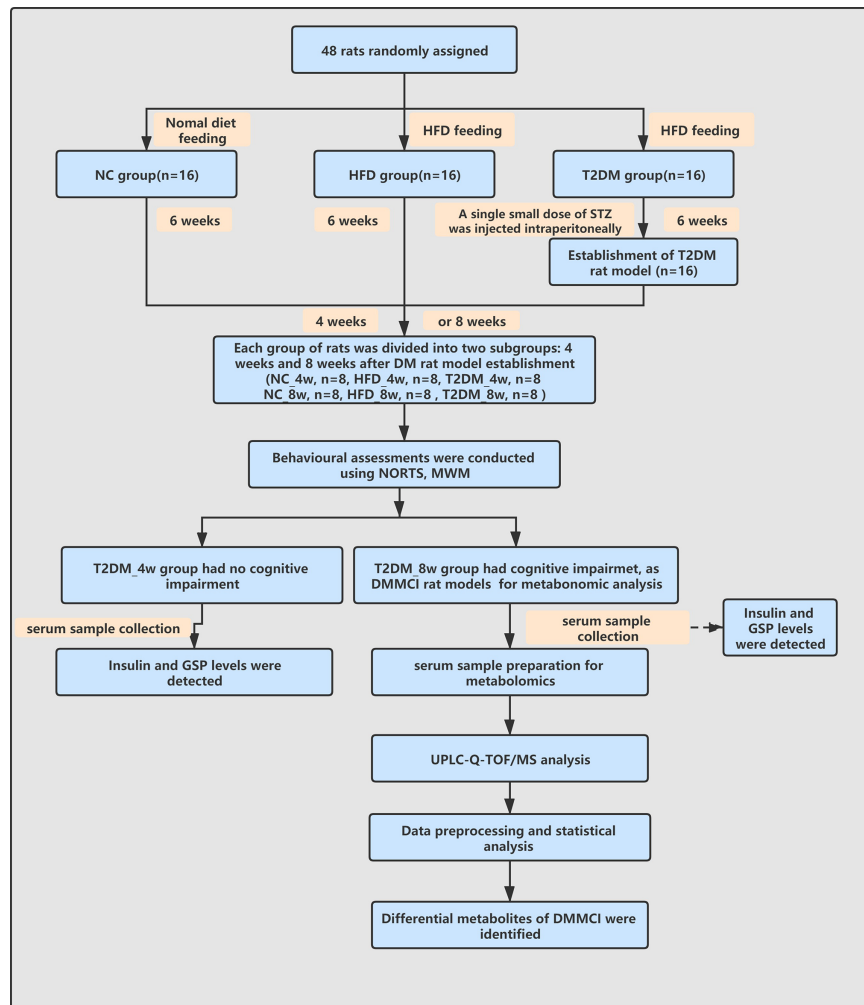 48 rats randomly assigned
Nomal diet
feeding
HFD feeding
HFD feeding
NC group(n=16)
HFD group(n=16)
T2DM group(n=16)
6 weeks
6 weeks
A single small dose of STZ
was injected intraperitoneally
6 weeks
Establishment of T2DM
rat model (n=16)
4 weeks
or 8 weeks
Each group of rats was divided into two subgroups: 4
weeks and 8 weeks after DM rat model establishment
(NC_4w, n=8, HFD_4w, n=8, T2DM_4w, n=8
NC_8w, n=8, HFD_8w, n=8 , T2DM_8w, n=8 )
Behavioural assessments were conducted
using NORTS, MWM
T2DM_4w group had no cognitive
impairment
T2DM_8w group had cognitive impairmet, as
DMMCI rat models  for metabonomic analysis
serum sample collection
serum sample
collection
Insulin and
GSP levels
were detected
Insulin and GSP levels were
detected
serum sample preparation for
metabolomics
UPLC-Q-TOF/MS analysis
Data preprocessing and statistical
analysis
Differential metabolites of DMMCI were
identified